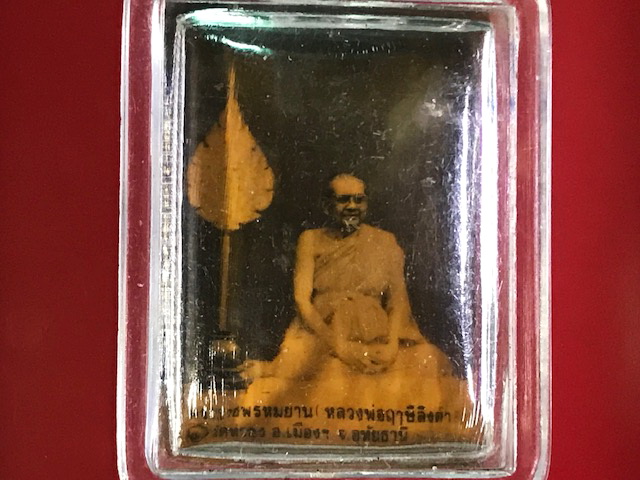 พรหมยาน ( หลวงพ่อฤาษีลิงดำ
อ.เมืองฯ จ.อุทัยธานี